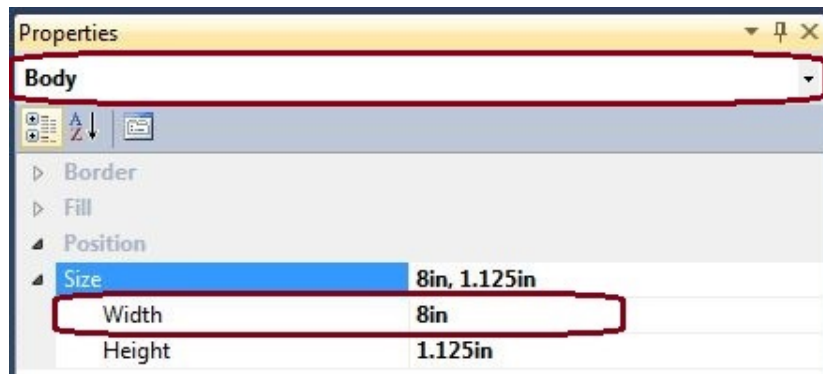 Properties
Body
Border
Fill
Position
Size 8in, 1.125in
Width 8in
Height 1.125in